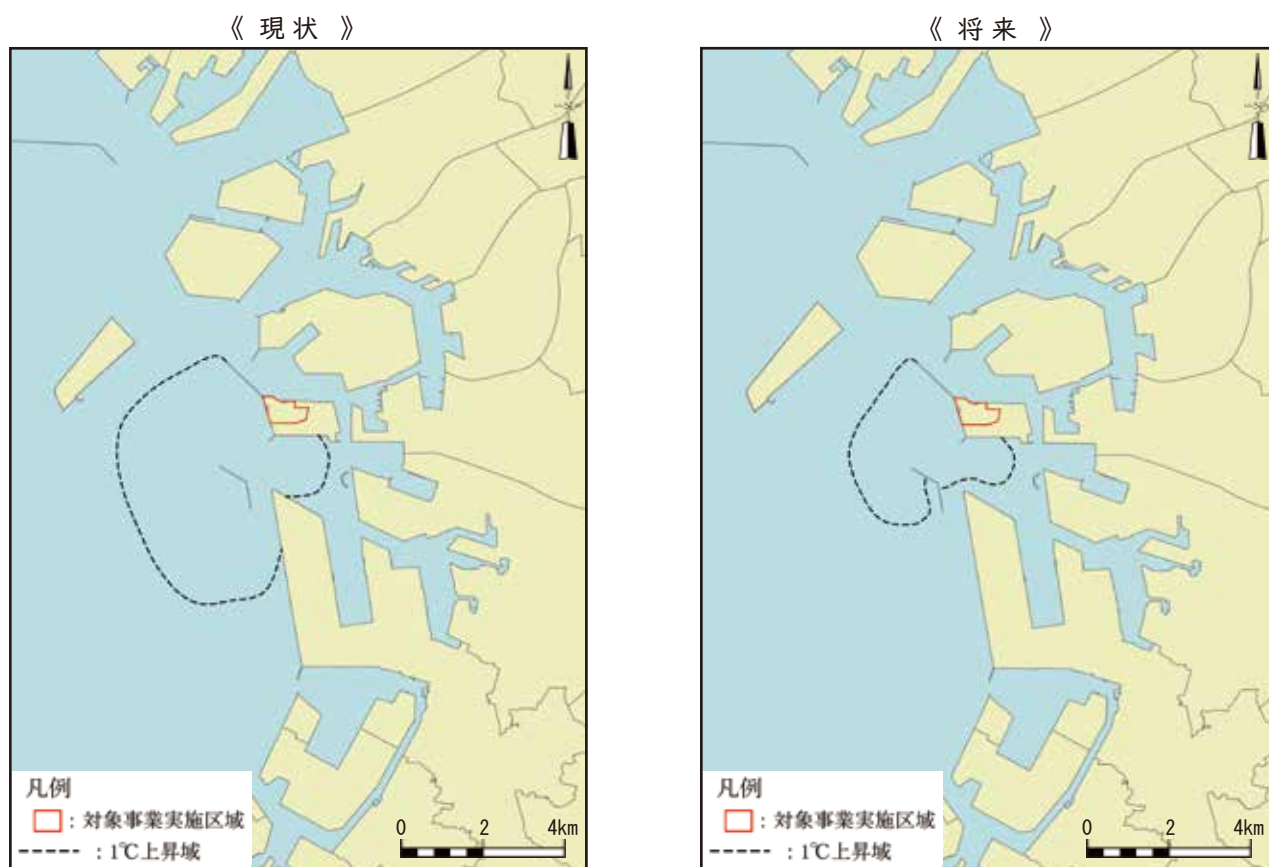 《 現状 》
凡例
: 対象事業実施区域
: 1℃上昇域
0 2 4km
《 将来 》
凡例
: 対象事業実施区域
: 1℃上昇域
0 2 4km